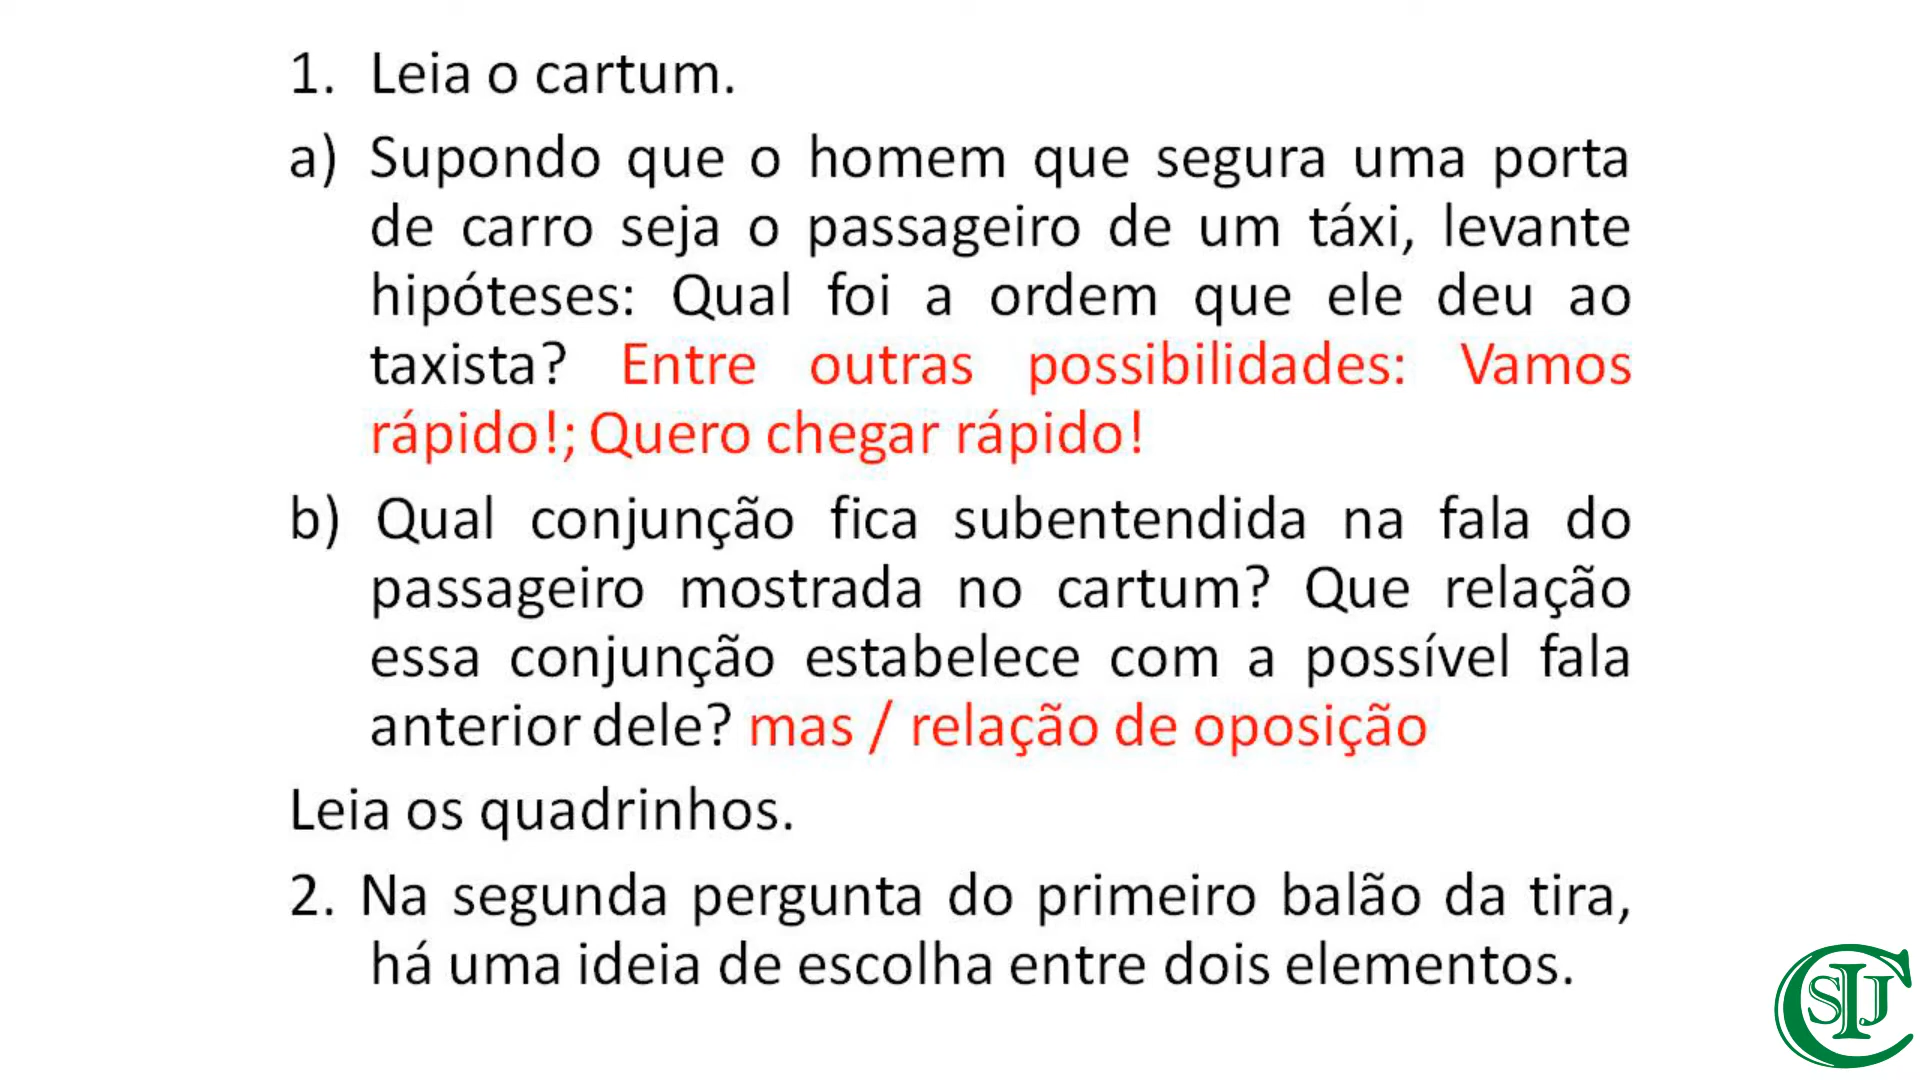 1. Leia o cartum.
a) Supondo que o homem que segura uma porta
de carro seja o passageiro de um táxi, levante
hipóteses: Qual foi a ordem que ele deu ao
taxista? Entre outras possibilidades: Vamos
rápido!; Quero chegar rápido!
b) Qual conjunção fica subentendida na fala do
passageiro mostrada no cartum? Que relação
essa conjunção estabelece com a possível fala
anterior dele? mas / relação de oposição
Leia os quadrinhos.
2. Na segunda pergunta do primeiro balão da tira,
há uma ideia de escolha entre dois elementos.
CSIJ